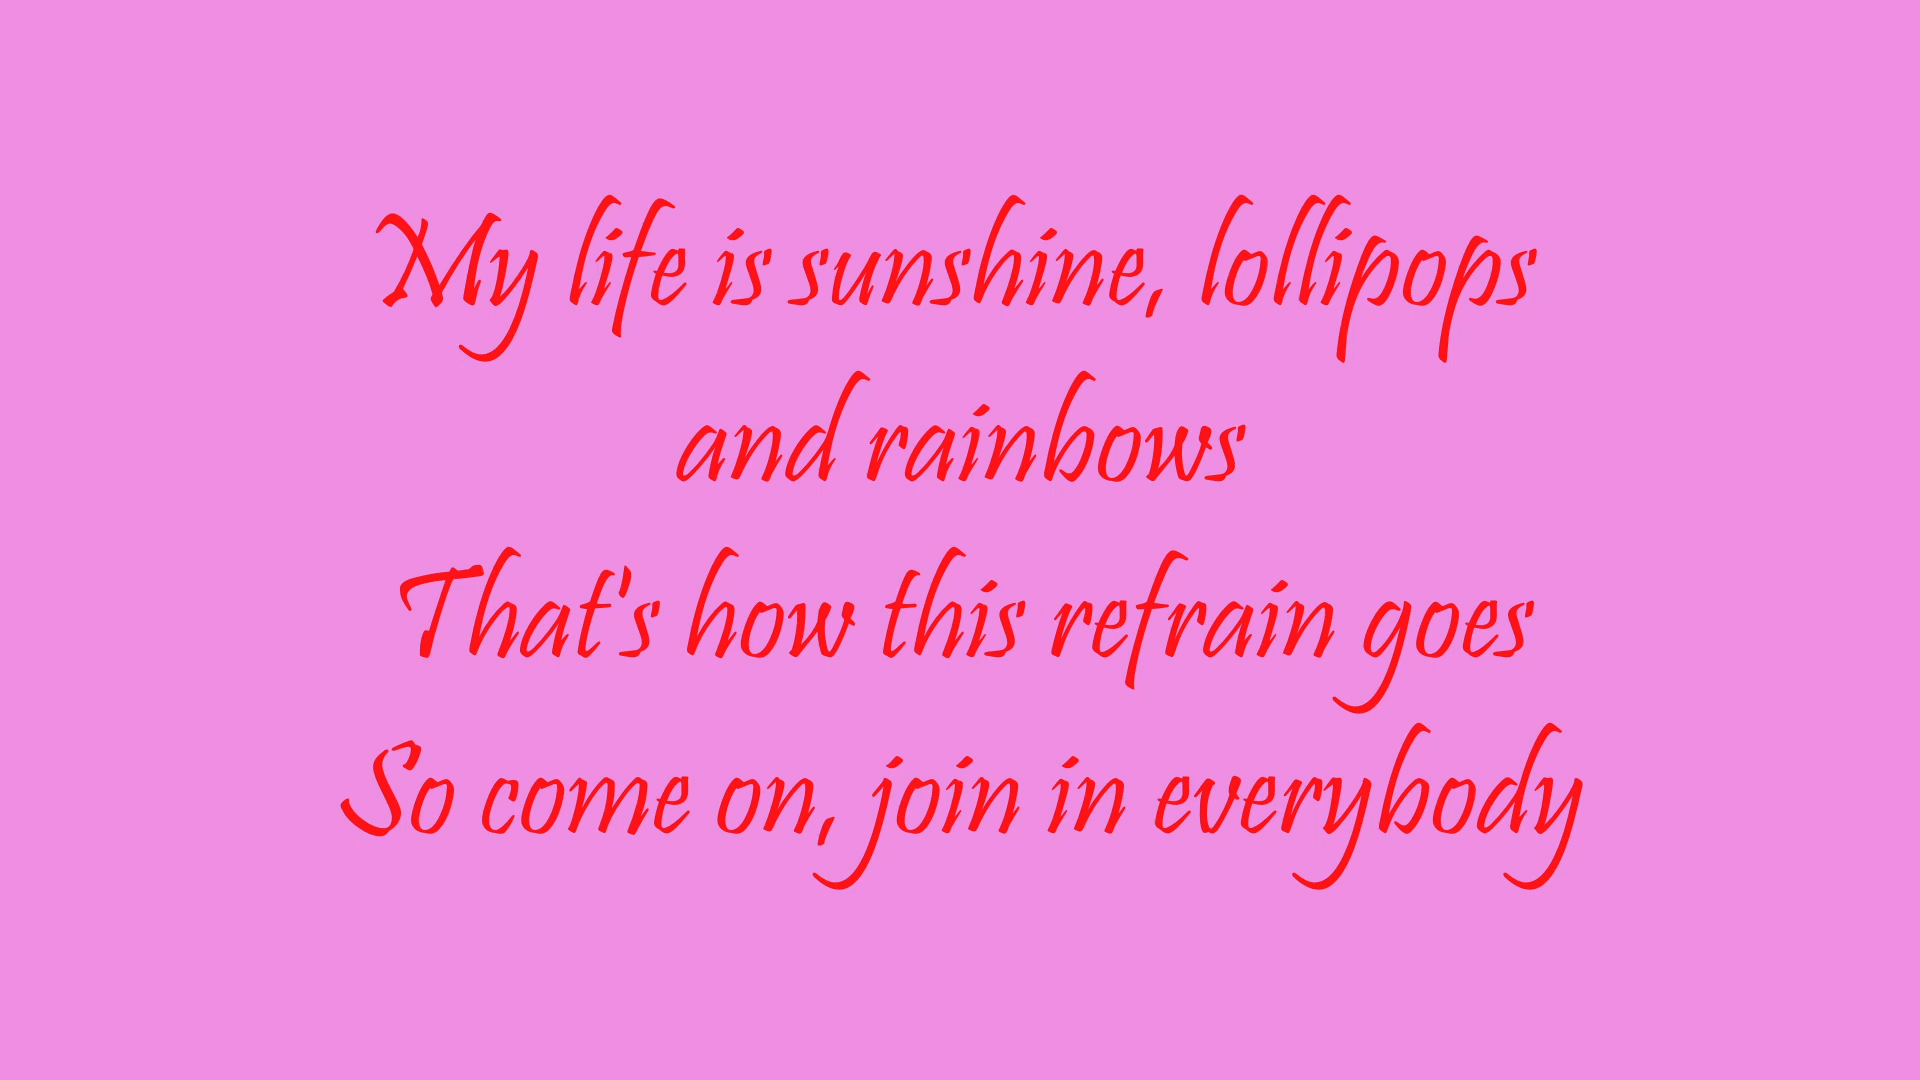 My life is sunshine, lollipops
and rainbows
That's how this refrain goes
So come on, join in everybody